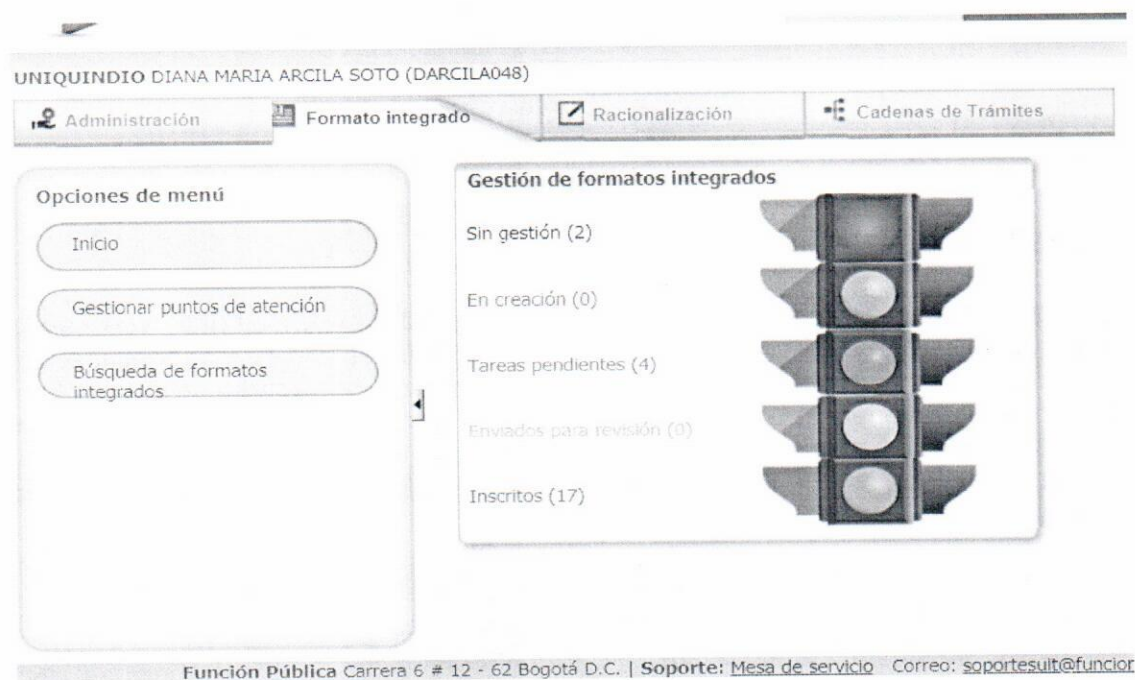 UNIQUINDIO DIANA MARIA ARCILA SOTO (DARCILA048)
Administración
Formato integrado
Racionalización
Cadenas de Trámites
Opciones de menú
Inicio
Gestionar puntos de atención
Búsqueda de formatos
integrados
Gestión de formatos integrados
Sin gestión (2)
En creación (0)
Tareas pendientes (4)
Enviados para revisión (0)
Inscritos (17)
Función Pública Carrera 6 # 12 - 62 Bogotá D.C. | Soporte: Mesa de servicio Correo: soportesuit@funcior